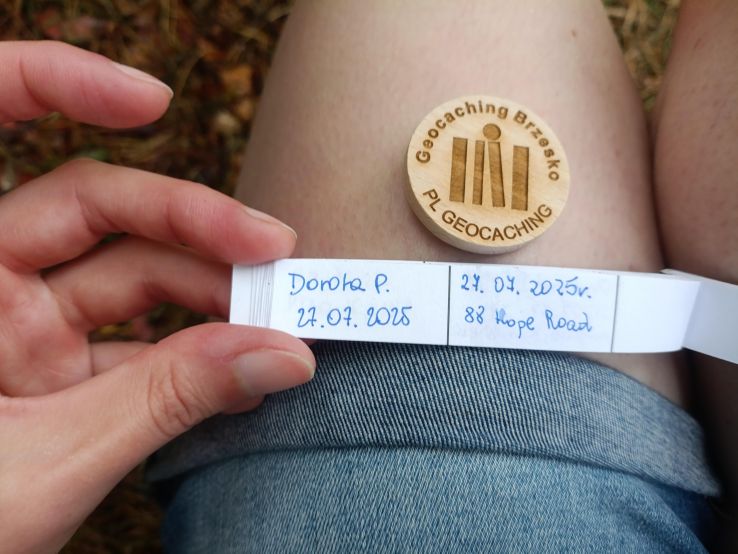 Geocaching Brzesko
PL GEOCACHING
Dorota P.
27.07.2025
27.07.2025r.
88 Hope Road